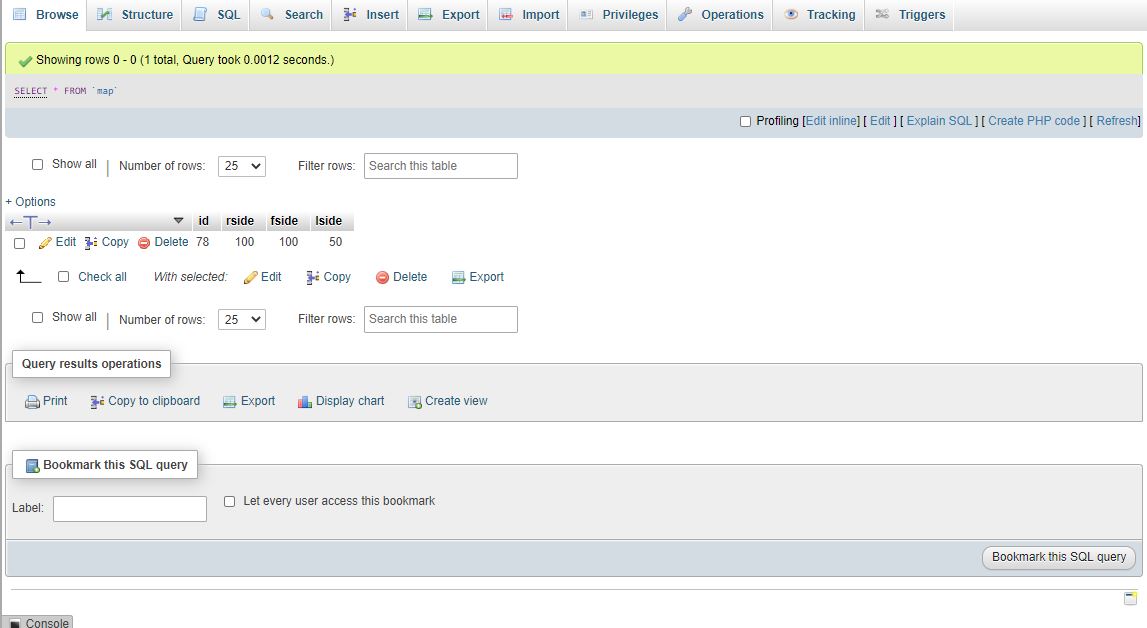 Browse Structure SQL Search Insert Export Import Privileges Operations Tracking Triggers
Showing rows 0 - 0 (1 total, Query took 0.0012 seconds.)
SELECT * FROM `map`
Profiling [Edit inline] [ Edit ] [ Explain SQL ] [ Create PHP code ] [ Refresh]
Show all | Number of rows: 25 Filter rows: Search this table
+ Options
←T→ id rside fside lside
Edit Copy Delete 78 100 100 50
Check all With selected: Edit Copy Delete Export
Show all | Number of rows: 25 Filter rows: Search this table
Query results operations
Print Copy to clipboard Export Display chart Create view
Bookmark this SQL query
Label: Let every user access this bookmark
Bookmark this SQL query
Console